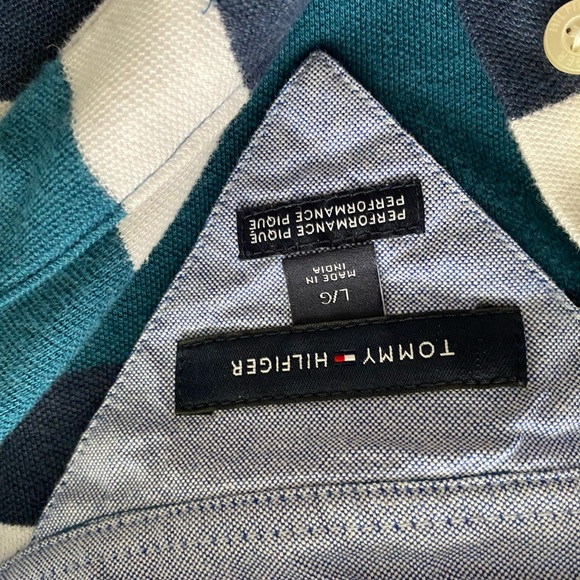 TOMMY HILFIGER
L/G
MADE IN
INDIA
PERFORMANCE PIQUE
PERFORMANCE PIQUE